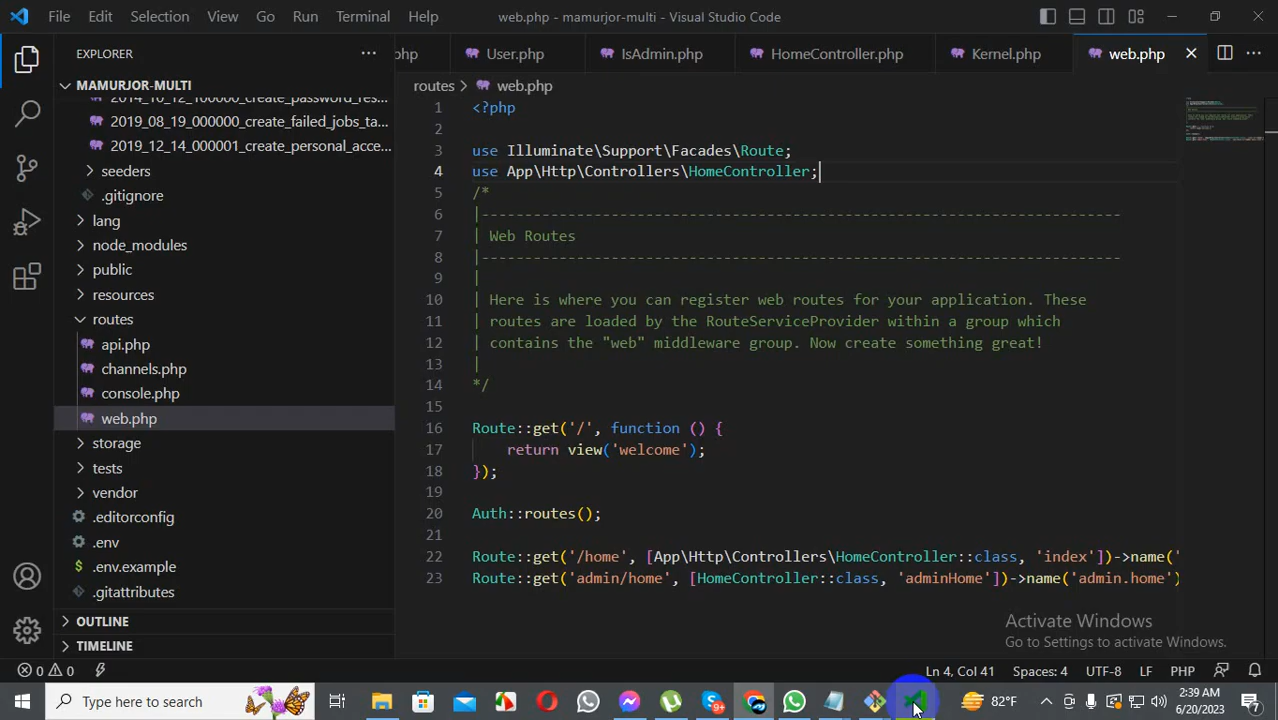 File Edit Selection View Go Run Terminal Help web.php - mamurjor-multi - Visual Studio Code
EXPLORER
php User.php IsAdmin.php HomeController.php Kernel.php web.php
MAMURJOR-MULTI
2014_10_12_100000_create_password_res...
2019_08_19_000000_create_failed_jobs_ta...
2019_12_14_000001_create_personal_acce...
seeders
.gitignore
lang
node_modules
public
resources
routes
api.php
channels.php
console.php
web.php
storage
tests
vendor
.editorconfig
.env
.env.example
.gitattributes
OUTLINE
TIMELINE
routes > web.php
1 <?php
2
3 use Illuminate\Support\Facades\Route;
4 use App\Http\Controllers\HomeController;
5 /*
6 |--------------------------------------------------------------------------
7 | Web Routes
8 |--------------------------------------------------------------------------
9 |
10 | Here is where you can register web routes for your application. These
11 | routes are loaded by the RouteServiceProvider within a group which
12 | contains the "web" middleware group. Now create something great!
13 |
14 */
15
16 Route::get('/', function () {
17 return view('welcome');
18 });
19
20 Auth::routes();
21
22 Route::get('/home', [App\Http\Controllers\HomeController::class, 'index'])->name('
23 Route::get('admin/home', [HomeController::class, 'adminHome'])->name('admin.home')
Activate Windows
Go to Settings to activate Windows.
0 0 Ln 4, Col 41 Spaces: 4 UTF-8 LF PHP
Type here to search 9+ 82°F 2:39 AM
6/20/2023 7